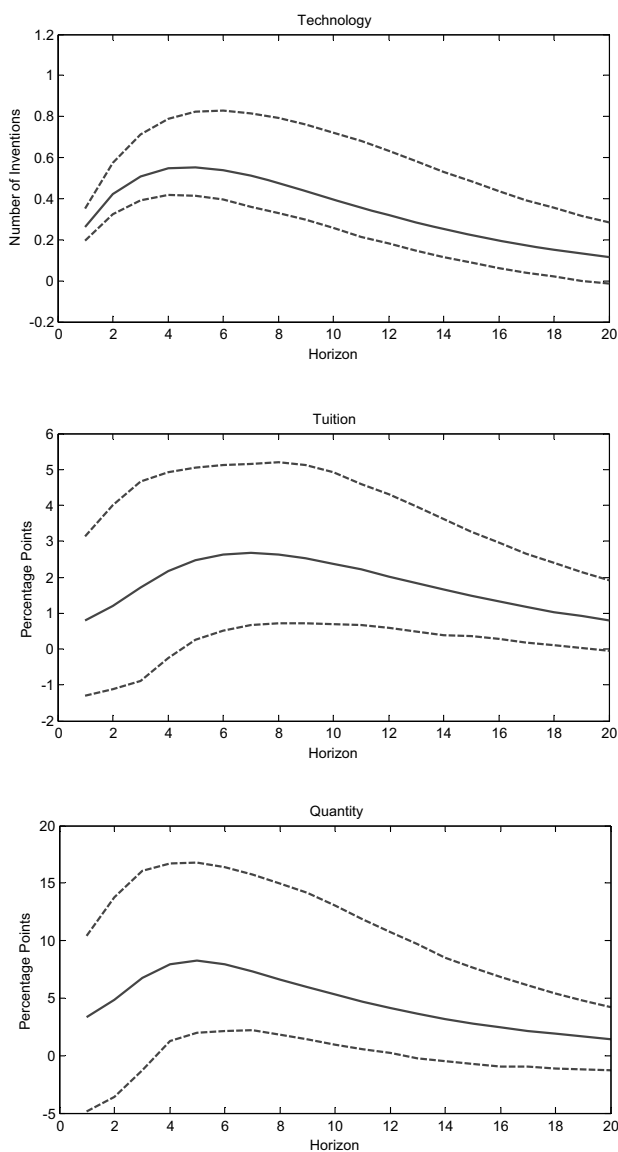 Technology
1.2
1
0.8
0.6
0.4
0.2
0
-0.2
Number of Inventions
0 2 4 6 8 10 12 14 16 18 20
Horizon
Tuition
6
5
4
3
2
1
0
-1
-2
Percentage Points
0 2 4 6 8 10 12 14 16 18 20
Horizon
Quantity
20
15
10
5
0
-5
Percentage Points
0 2 4 6 8 10 12 14 16 18 20
Horizon